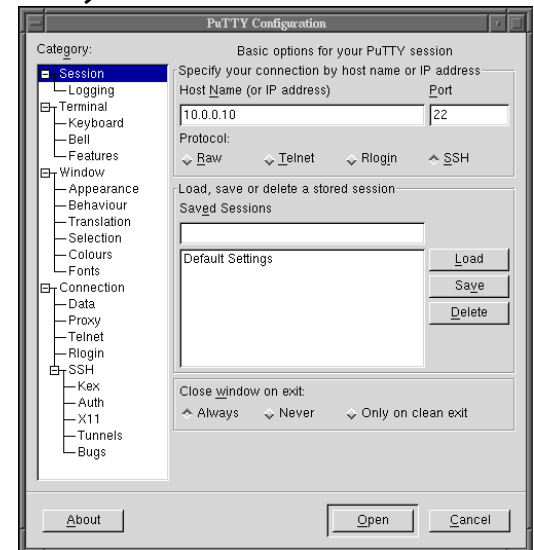 PuTTY Configuration
Category:
Session
Logging
Terminal
Keyboard
Bell
Features
Window
Appearance
Behaviour
Translation
Selection
Colours
Fonts
Connection
Data
Proxy
Telnet
Rlogin
SSH
Kex
Auth
X11
Tunnels
Bugs
Basic options for your PuTTY session
Specify your connection by host name or IP address
Host Name (or IP address) Port
10.0.0.10 22
Protocol:
Raw Telnet Rlogin SSH
Load, save or delete a stored session
Saved Sessions
Default Settings
Load
Save
Delete
Close window on exit:
Always Never Only on clean exit
About Open Cancel